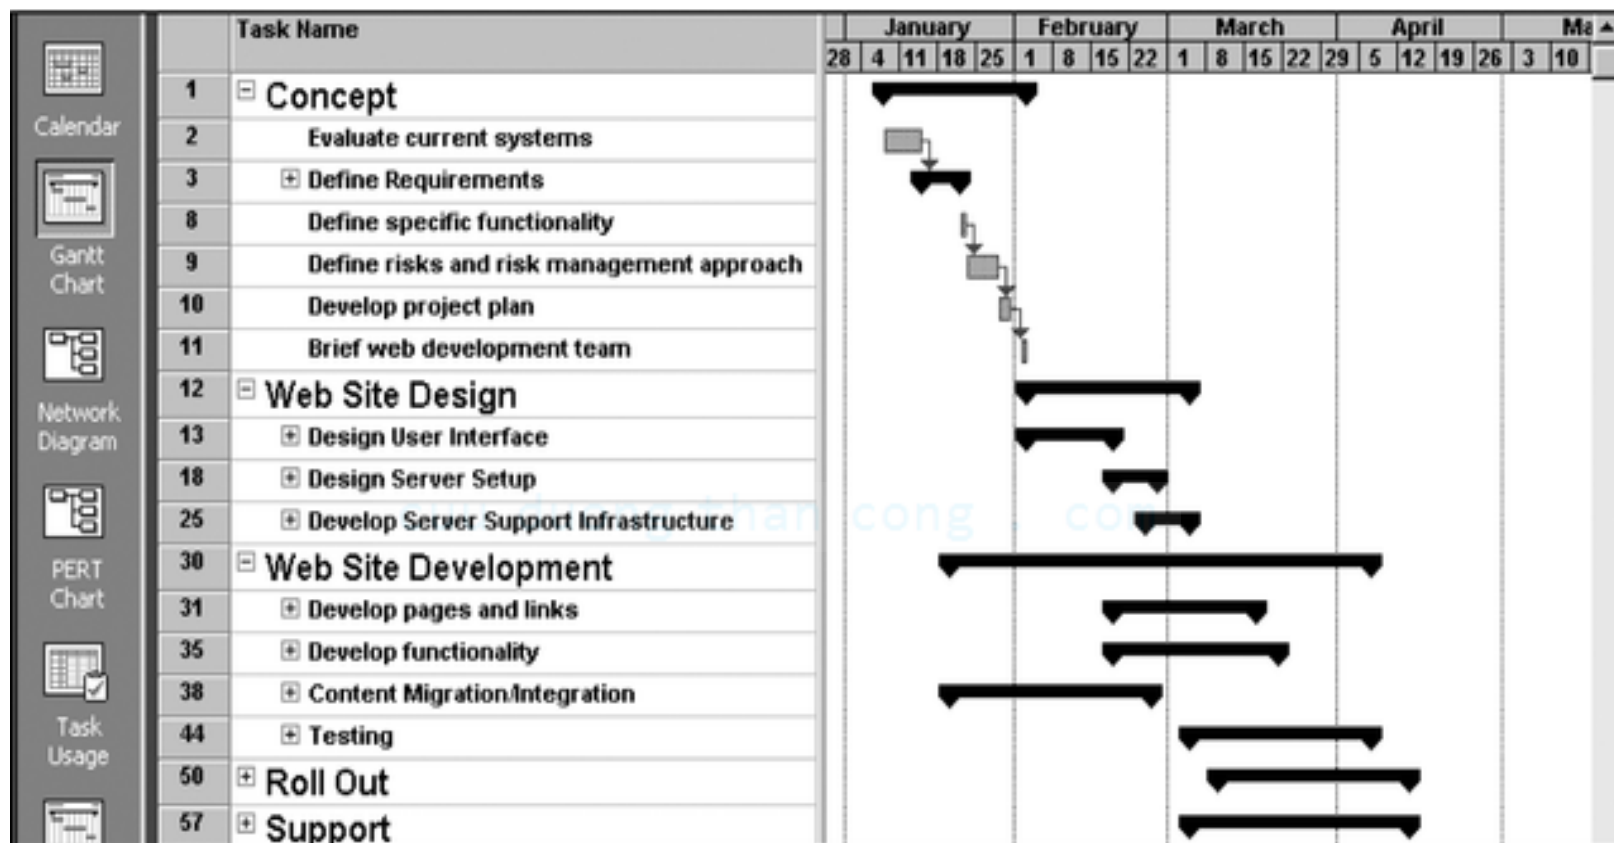 Task Name
January February March April Ma
28 4 11 18 25 1 8 15 22 1 8 15 22 29 5 12 19 26 3 10
Calendar
Gantt
Chart
Network
Diagram
PERT
Chart
Task
Usage
1 Concept
2 Evaluate current systems
3 Define Requirements
8 Define specific functionality
9 Define risks and risk management approach
10 Develop project plan
11 Brief web development team
12 Web Site Design
13 Design User Interface
18 Design Server Setup
25 Develop Server Support Infrastructure
30 Web Site Development
31 Develop pages and links
35 Develop functionality
38 Content Migration/Integration
44 Testing
50 Roll Out
57 Support
than cong . com